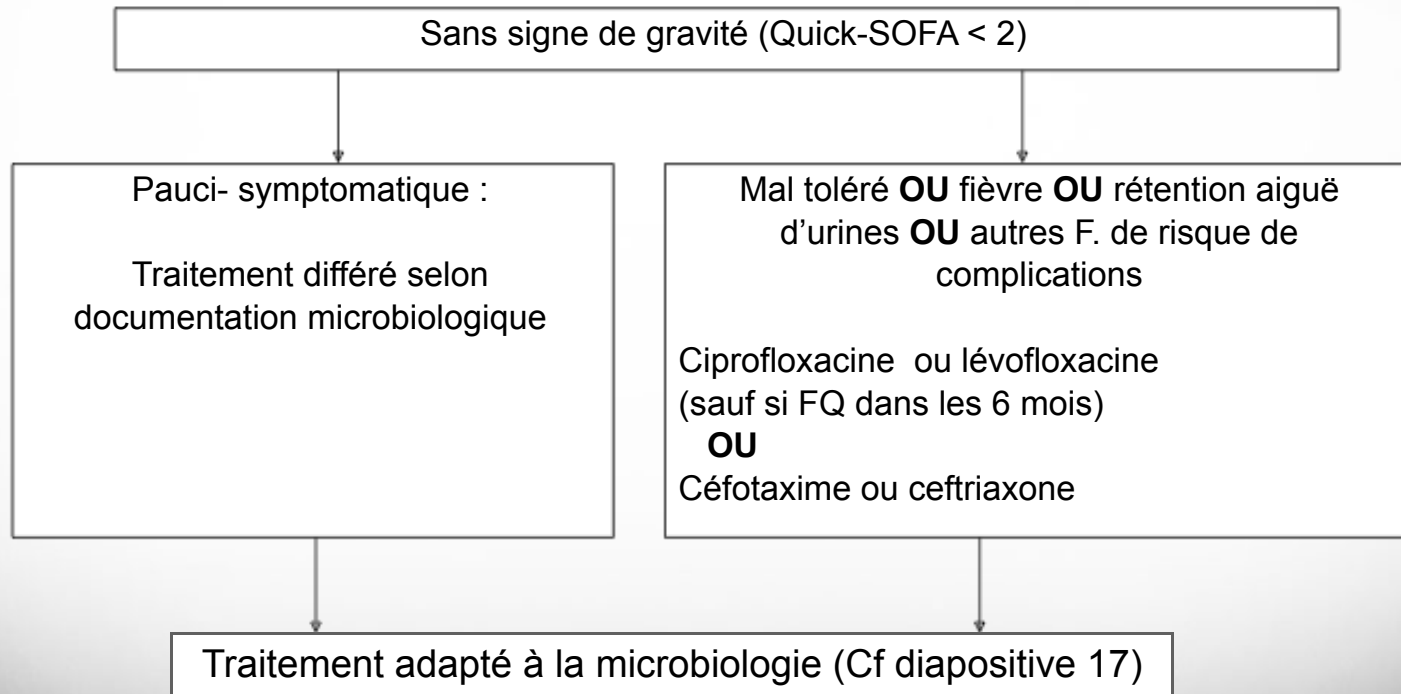 Sans signe de gravité (Quick-SOFA < 2)
Pauci- symptomatique :
Traitement différé selon
documentation microbiologique
Mal toléré OU fièvre OU rétention aiguë
d’urines OU autres F. de risque de
complications
Ciprofloxacine ou lévofloxacine
(sauf si FQ dans les 6 mois)
OU
Céfotaxime ou ceftriaxone
Traitement adapté à la microbiologie (Cf diapositive 17)